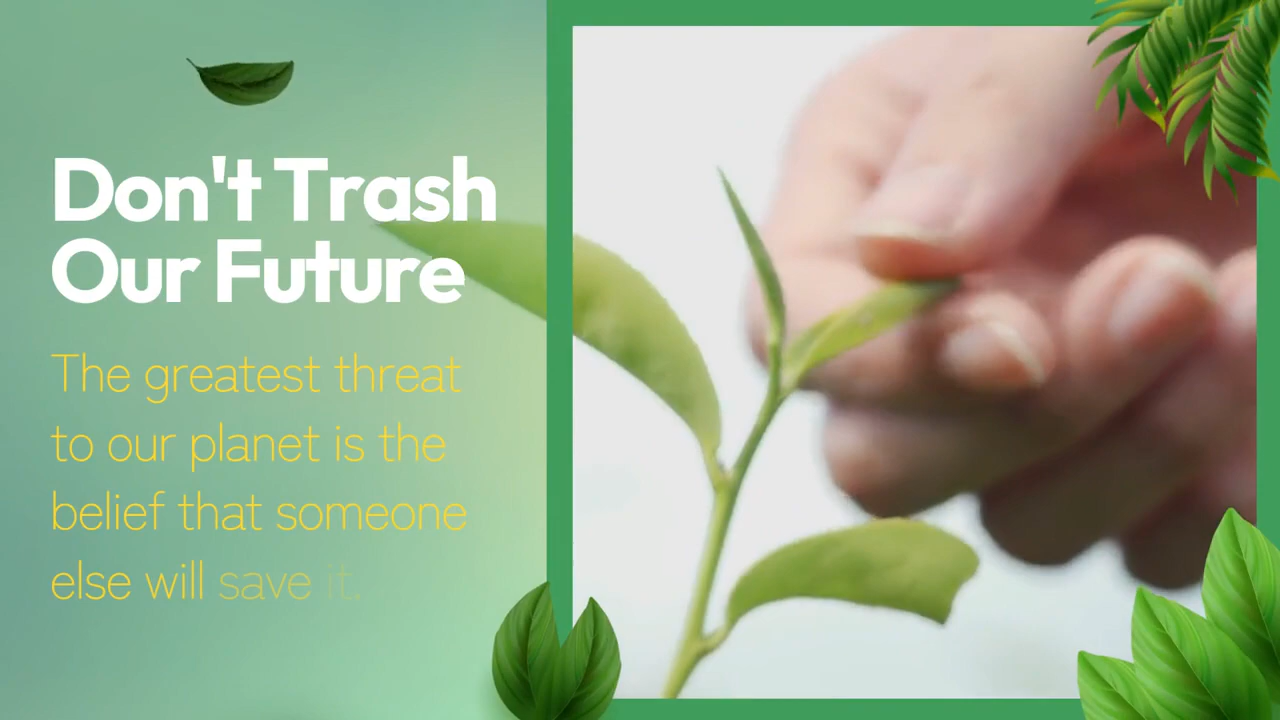 Don't Trash
Our Future
The greatest threat
to our planet is the
belief that someone
else will save it.